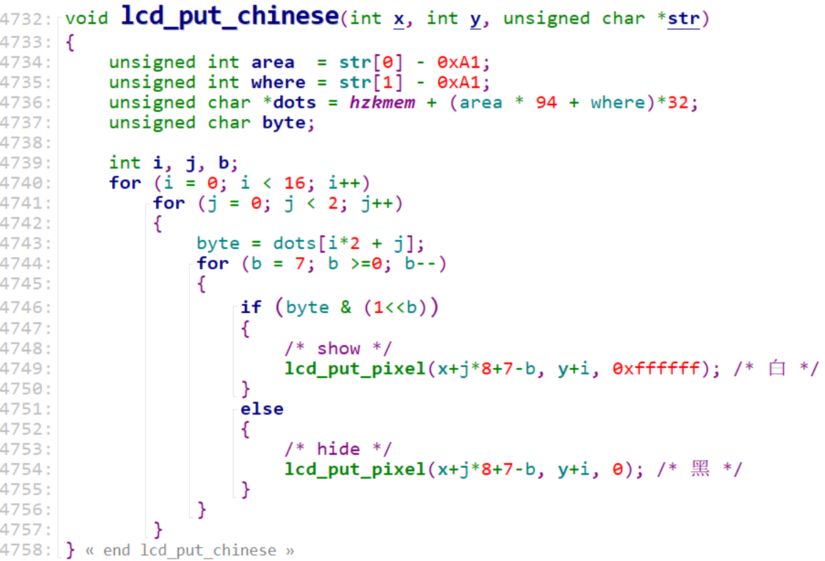 4732: void lcd_put_chinese(int x, int y, unsigned char *str)
4733: {
4734:     unsigned int area  = str[0] - 0xA1;
4735:     unsigned int where = str[1] - 0xA1;
4736:     unsigned char *dots = hzkmem + (area * 94 + where)*32;
4737:     unsigned char byte;
4738:
4739:     int i, j, b;
4740:     for (i = 0; i < 16; i++)
4741:         for (j = 0; j < 2; j++)
4742:         {
4743:             byte = dots[i*2 + j];
4744:             for (b = 7; b >=0; b--)
4745:             {
4746:                 if (byte & (1<<b))
4747:                 {
4748:                     /* show */
4749:                     lcd_put_pixel(x+j*8+7-b, y+i, 0xffffff); /* 白 */
4750:                 }
4751:                 else
4752:                 {
4753:                     /* hide */
4754:                     lcd_put_pixel(x+j*8+7-b, y+i, 0); /* 黑 */
4755:                 }
4756:             }
4757:         }
4758: } « end lcd_put_chinese »